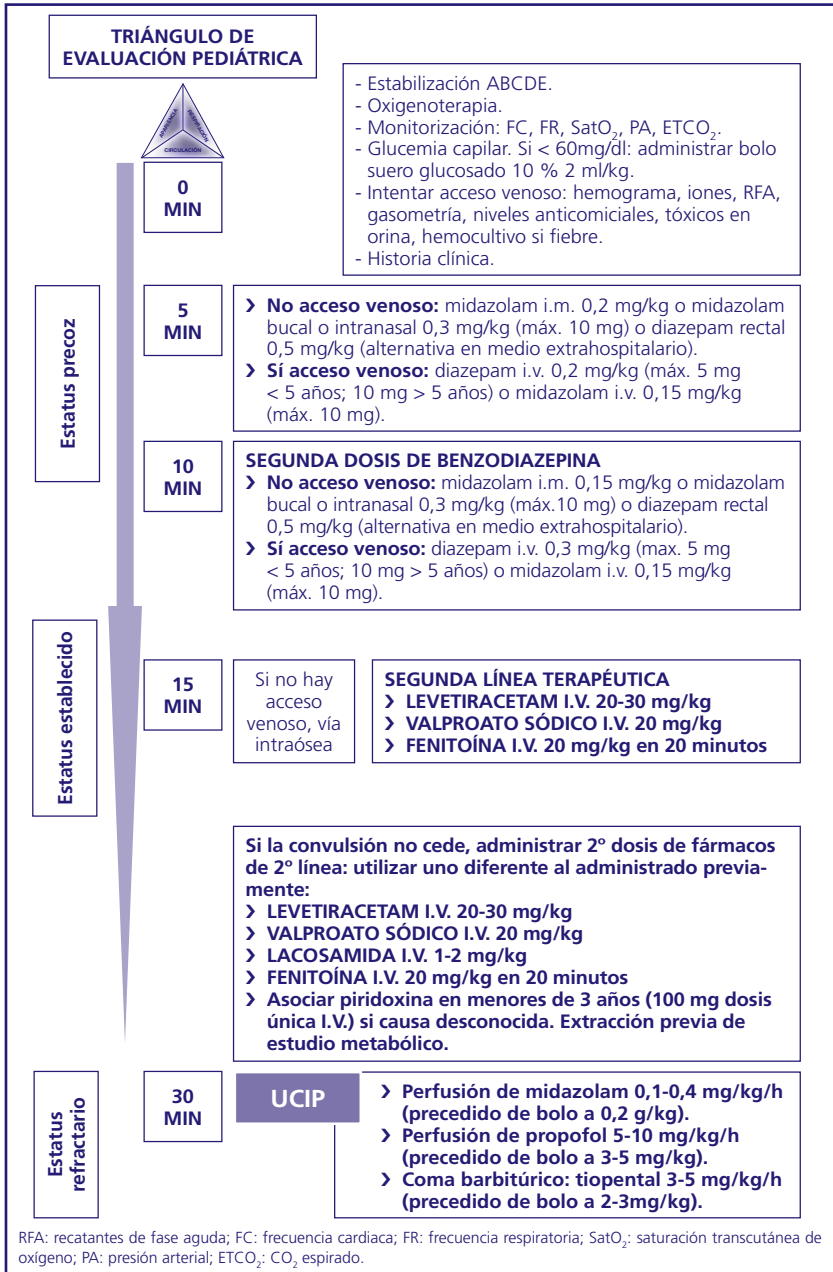 TRIÁNGULO DE
EVALUACIÓN PEDIÁTRICA
APARIENCIA
RESPIRACIÓN
CIRCULACIÓN
- Estabilización ABCDE.
- Oxigenoterapia.
- Monitorización: FC, FR, SatO₂, PA, ETCO₂.
- Glucemia capilar. Si < 60mg/dl: administrar bolo
suero glucosado 10 % 2 ml/kg.
- Intentar acceso venoso: hemograma, iones, RFA,
gasometría, niveles anticomiciales, tóxicos en
orina, hemocultivo si fiebre.
- Historia clínica.
0
MIN
Estatus precoz
5
MIN
› No acceso venoso: midazolam i.m. 0,2 mg/kg o midazolam
bucal o intranasal 0,3 mg/kg (máx. 10 mg) o diazepam rectal
0,5 mg/kg (alternativa en medio extrahospitalario).
› Sí acceso venoso: diazepam i.v. 0,2 mg/kg (máx. 5 mg
< 5 años; 10 mg > 5 años) o midazolam i.v. 0,15 mg/kg
(máx. 10 mg).
10
MIN
SEGUNDA DOSIS DE BENZODIAZEPINA
› No acceso venoso: midazolam i.m. 0,15 mg/kg o midazolam
bucal o intranasal 0,3 mg/kg (máx.10 mg) o diazepam rectal
0,5 mg/kg (alternativa en medio extrahospitalario).
› Sí acceso venoso: diazepam i.v. 0,3 mg/kg (max. 5 mg
< 5 años; 10 mg > 5 años) o midazolam i.v. 0,15 mg/kg
(máx. 10 mg).
Estatus establecido
15
MIN
Si no hay
acceso
venoso, vía
intraósea
SEGUNDA LÍNEA TERAPÉUTICA
› LEVETIRACETAM I.V. 20-30 mg/kg
› VALPROATO SÓDICO I.V. 20 mg/kg
› FENITOÍNA I.V. 20 mg/kg en 20 minutos
Si la convulsión no cede, administrar 2º dosis de fármacos
de 2º línea: utilizar uno diferente al administrado previa-
mente:
› LEVETIRACETAM I.V. 20-30 mg/kg
› VALPROATO SÓDICO I.V. 20 mg/kg
› LACOSAMIDA I.V. 1-2 mg/kg
› FENITOÍNA I.V. 20 mg/kg en 20 minutos
› Asociar piridoxina en menores de 3 años (100 mg dosis
única I.V.) si causa desconocida. Extracción previa de
estudio metabólico.
Estatus
refractario
30
MIN
UCIP
› Perfusión de midazolam 0,1-0,4 mg/kg/h
(precedido de bolo a 0,2 g/kg).
› Perfusión de propofol 5-10 mg/kg/h
(precedido de bolo a 3-5 mg/kg).
› Coma barbitúrico: tiopental 3-5 mg/kg/h
(precedido de bolo a 2-3mg/kg).
RFA: recatantes de fase aguda; FC: frecuencia cardiaca; FR: frecuencia respiratoria; SatO₂: saturación transcutánea de
oxígeno; PA: presión arterial; ETCO₂: CO₂ espirado.